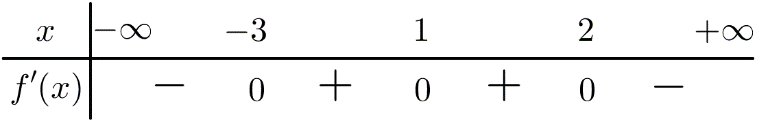 x −∞ −3 1 2 +∞
f′(x) − 0 + 0 + 0 −